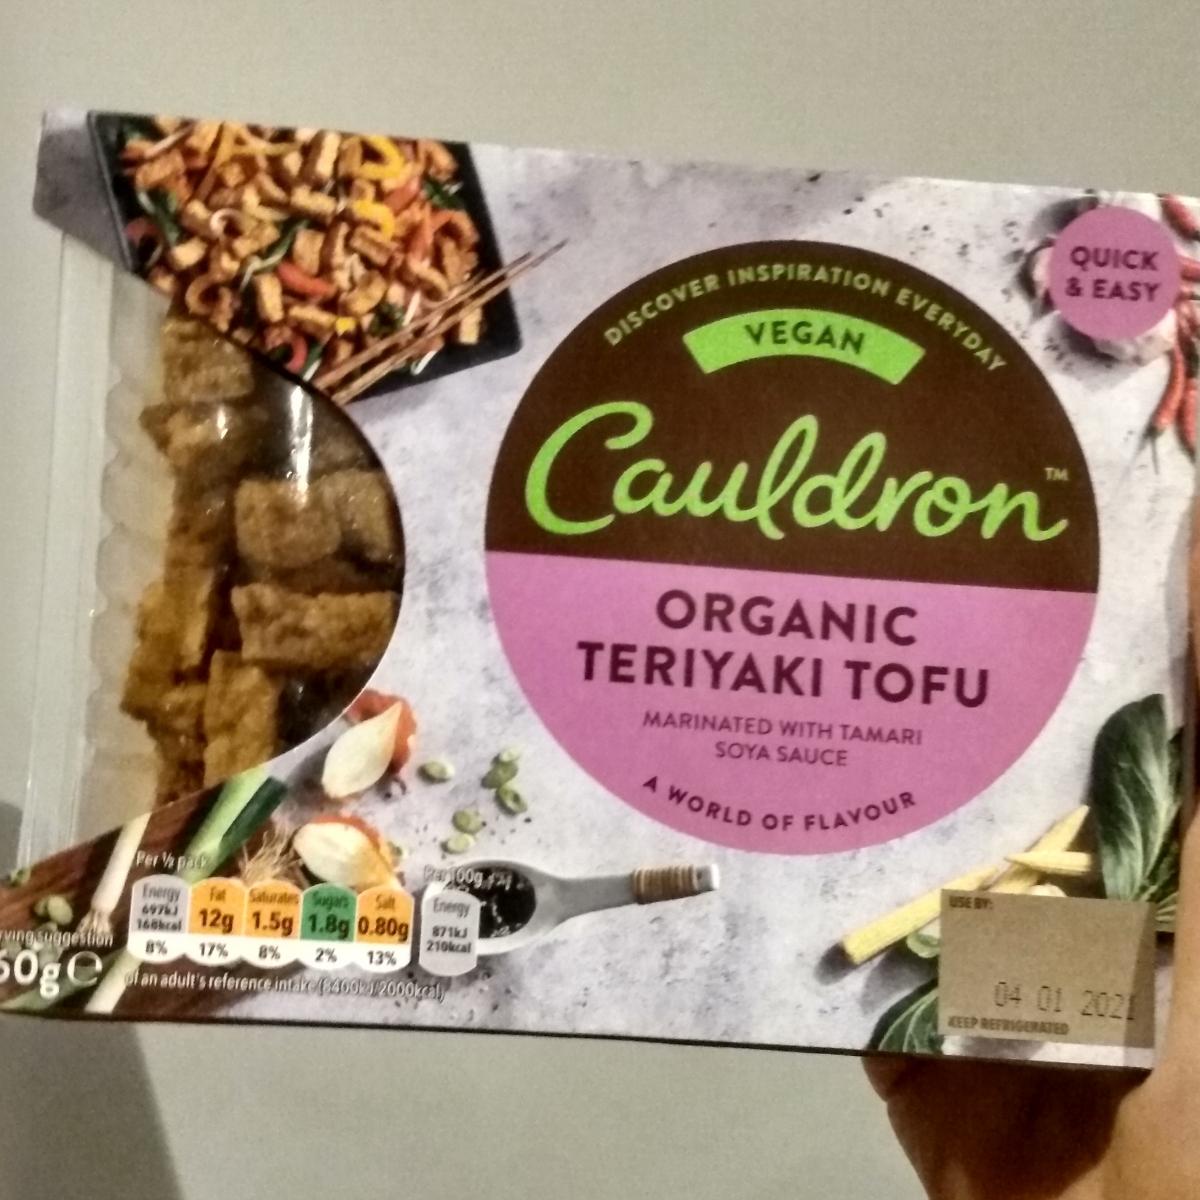 QUICK
& EASY
DISCOVER INSPIRATION EVERYDAY
VEGAN
Cauldron™
ORGANIC
TERIYAKI TOFU
MARINATED WITH TAMARI
SOYA SAUCE
A WORLD OF FLAVOUR
Per ½ pack
Energy 697kJ 168kcal 8%
Fat 12g 17%
Saturates 1.5g 8%
Sugars 1.8g 2%
Salt 0.80g 13%
Per 100g
Energy 871kJ 210kcal
of an adult's reference intake (8400kJ/2000kcal)
suggestion
60g ℮
USE BY:
04 01 2021
KEEP REFRIGERATED